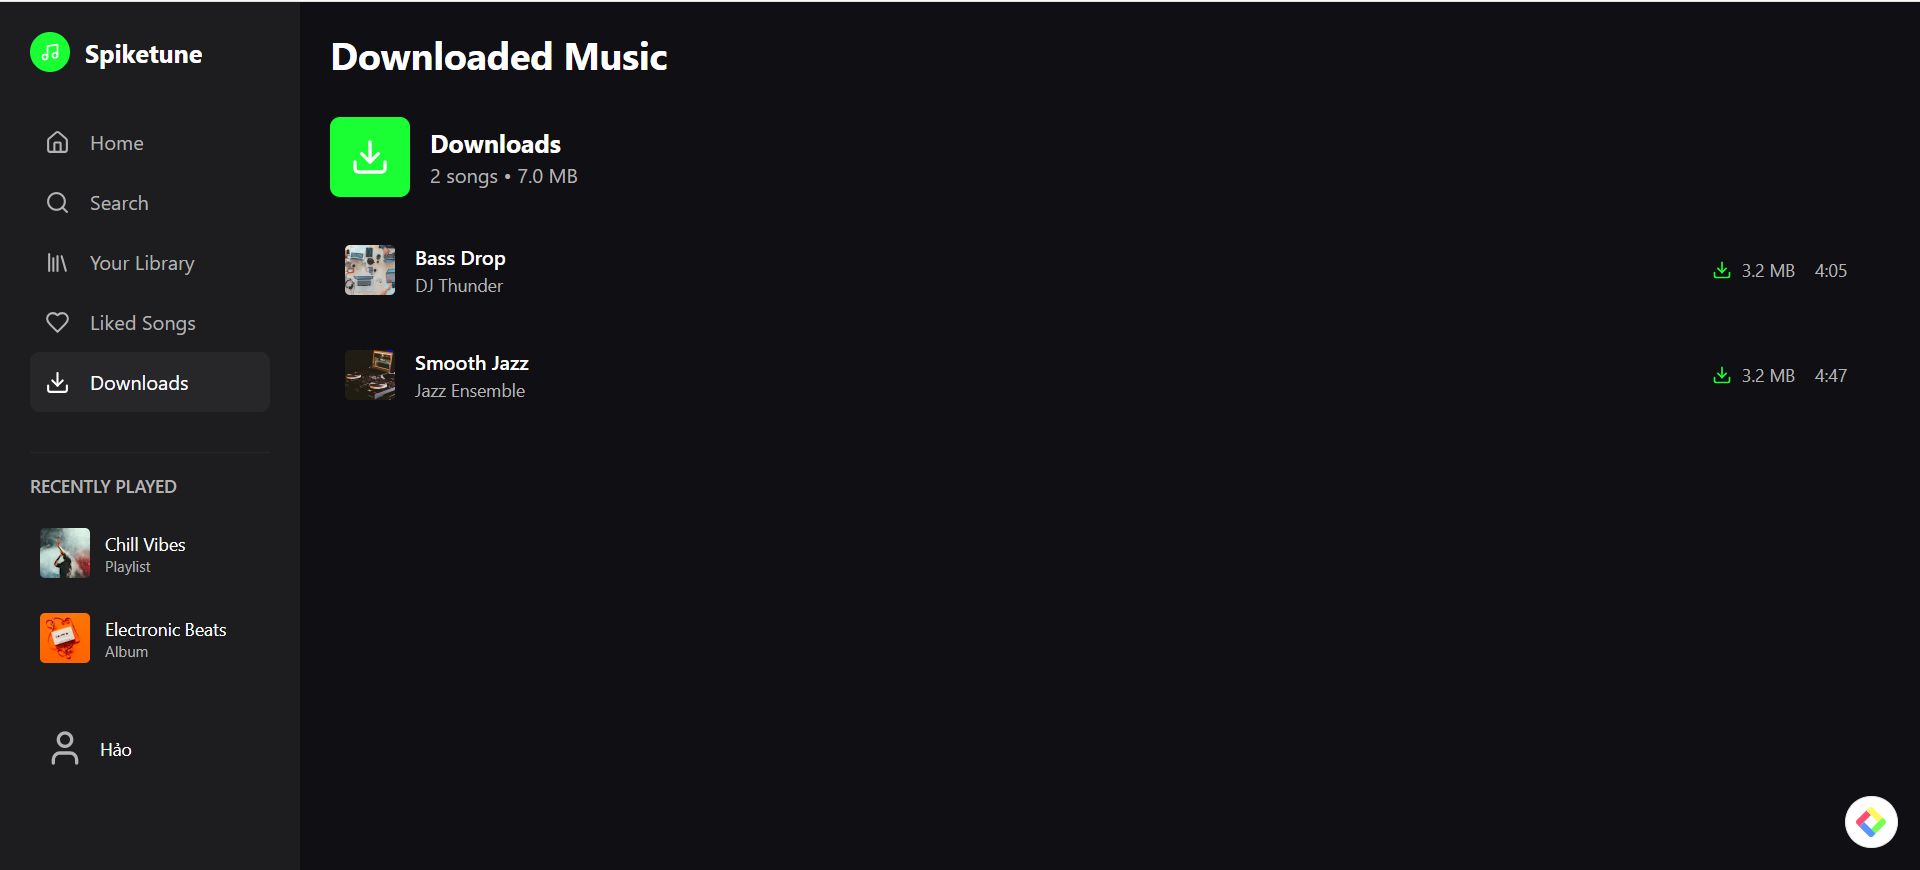 Spiketune
Home
Search
Your Library
Liked Songs
Downloads
RECENTLY PLAYED
Chill Vibes
Playlist
Electronic Beats
Album
Hảo
Downloaded Music
Downloads
2 songs • 7.0 MB
Bass Drop
DJ Thunder
3.2 MB 4:05
Smooth Jazz
Jazz Ensemble
3.2 MB 4:47